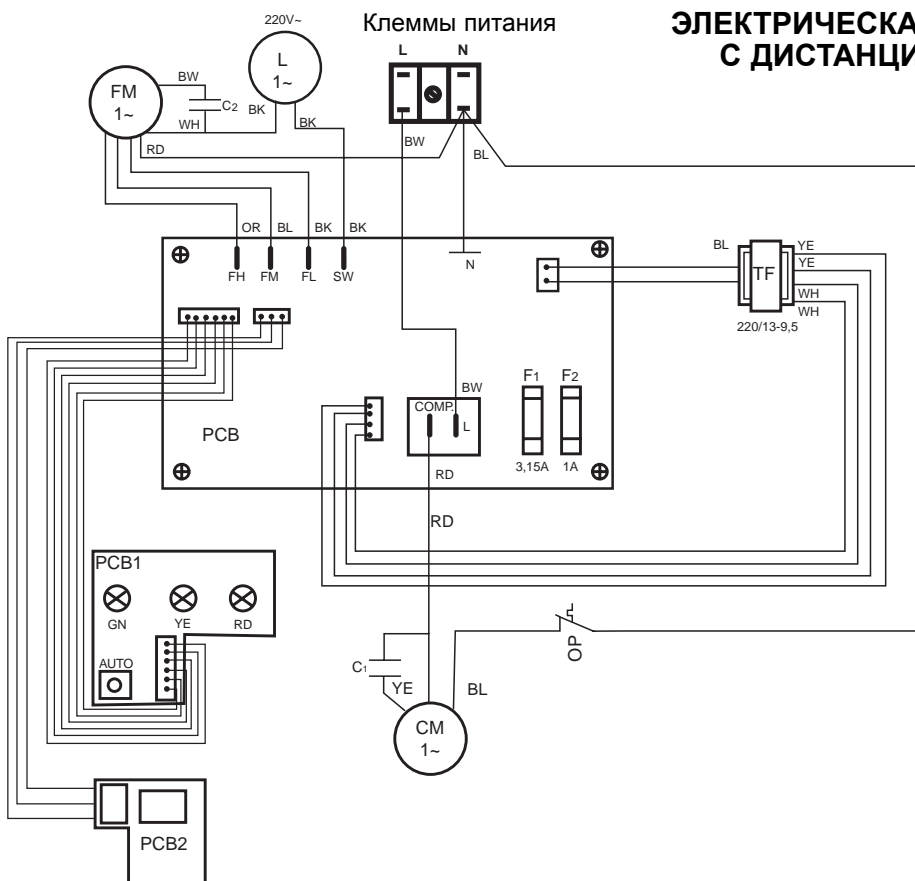 220V~
Клеммы питания
ЭЛЕКТРИЧЕСКА
С ДИСТАНЦИ
L
N
L
1~
FM
1~
BW
C2
WH
BK
BK
RD
BW
BL
OR
BL
BK
BK
FH
FM
FL
SW
N
BL
TF
YE
YE
WH
WH
220/13-9,5
F1
F2
3,15A
1A
BW
COMP.
L
PCB
RD
RD
PCB1
GN
YE
RD
AUTO
C1
YE
BL
OP
CM
1~
PCB2